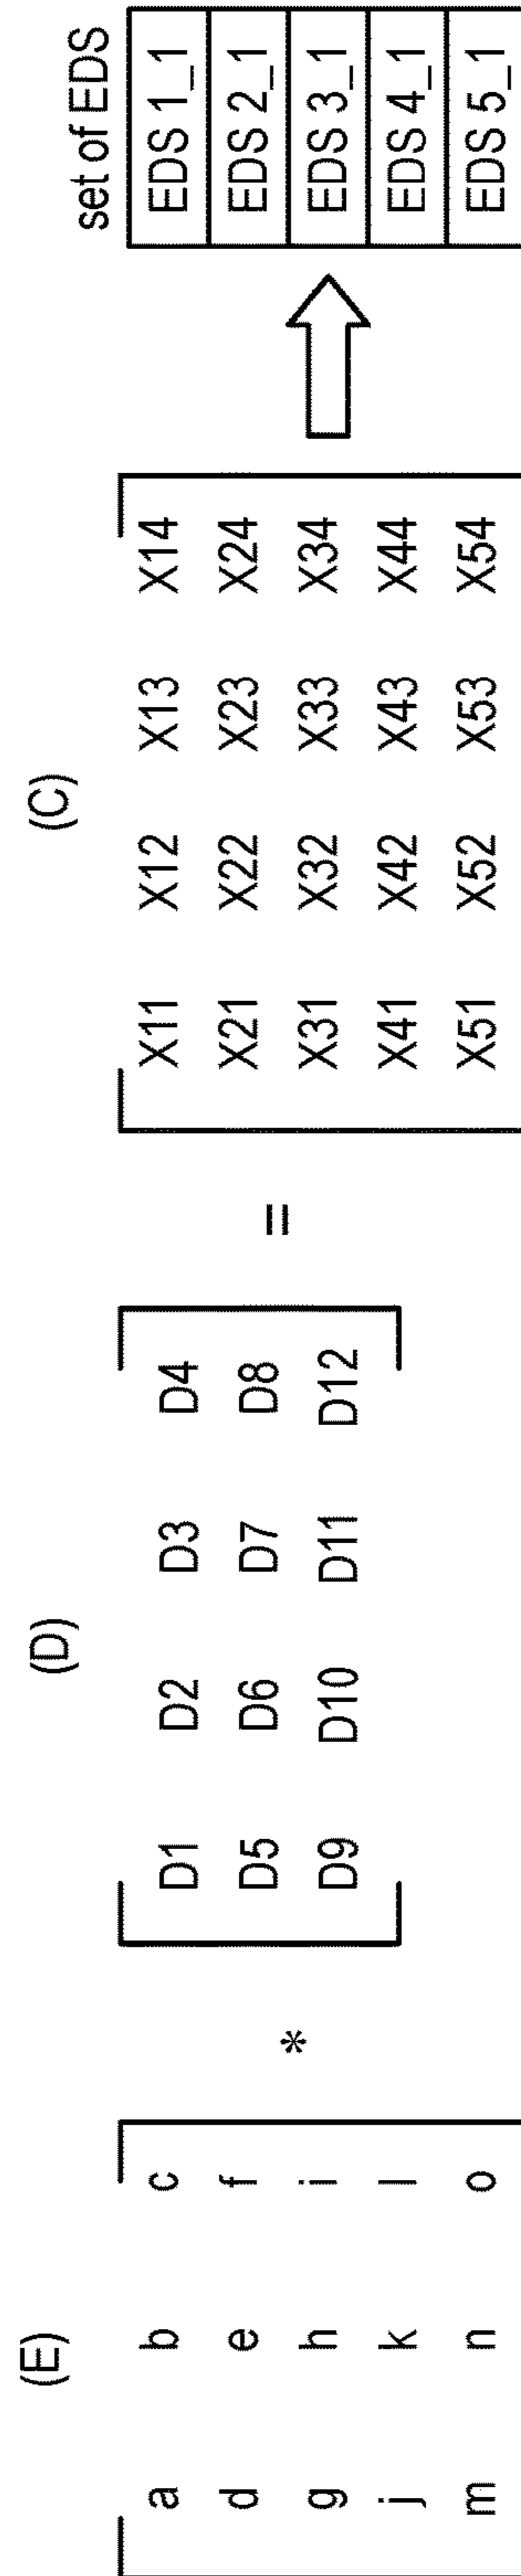 (E) (D) (C) set of EDS
a b c D1 D2 D3 D4 X11 X12 X13 X14 EDS 1_1
d e f D5 D6 D7 D8 X21 X22 X23 X24 EDS 2_1
g h i * D9 D10 D11 D12 = X31 X32 X33 X34 EDS 3_1
j k l X41 X42 X43 X44 EDS 4_1
m n o X51 X52 X53 X54 EDS 5_1